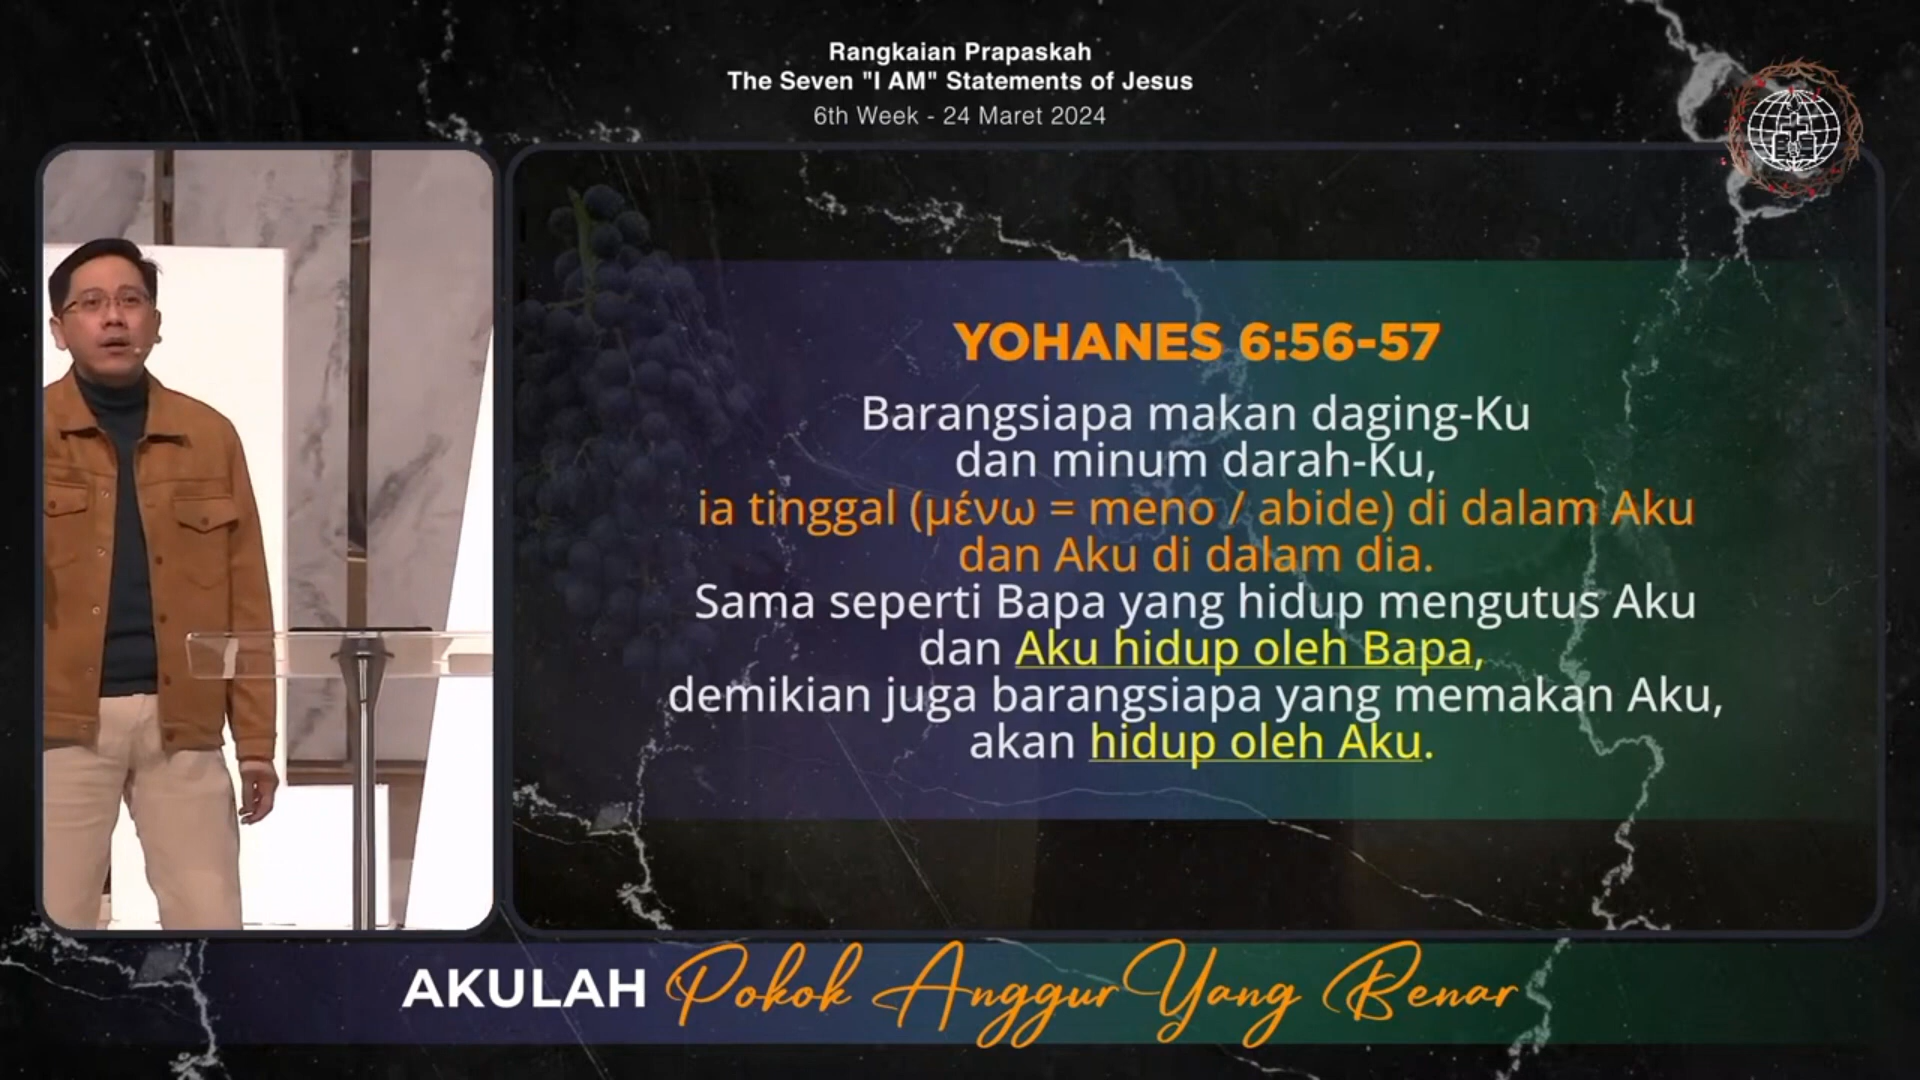 Rangkaian Prapaskah
The Seven "I AM" Statements of Jesus
6th Week - 24 Maret 2024
YOHANES 6:56-57
Barangsiapa makan daging-Ku
dan minum darah-Ku,
ia tinggal (μένω = meno / abide) di dalam Aku
dan Aku di dalam dia.
Sama seperti Bapa yang hidup mengutus Aku
dan Aku hidup oleh Bapa,
demikian juga barangsiapa yang memakan Aku,
akan hidup oleh Aku.
AKULAH Pokok Anggur Yang Benar